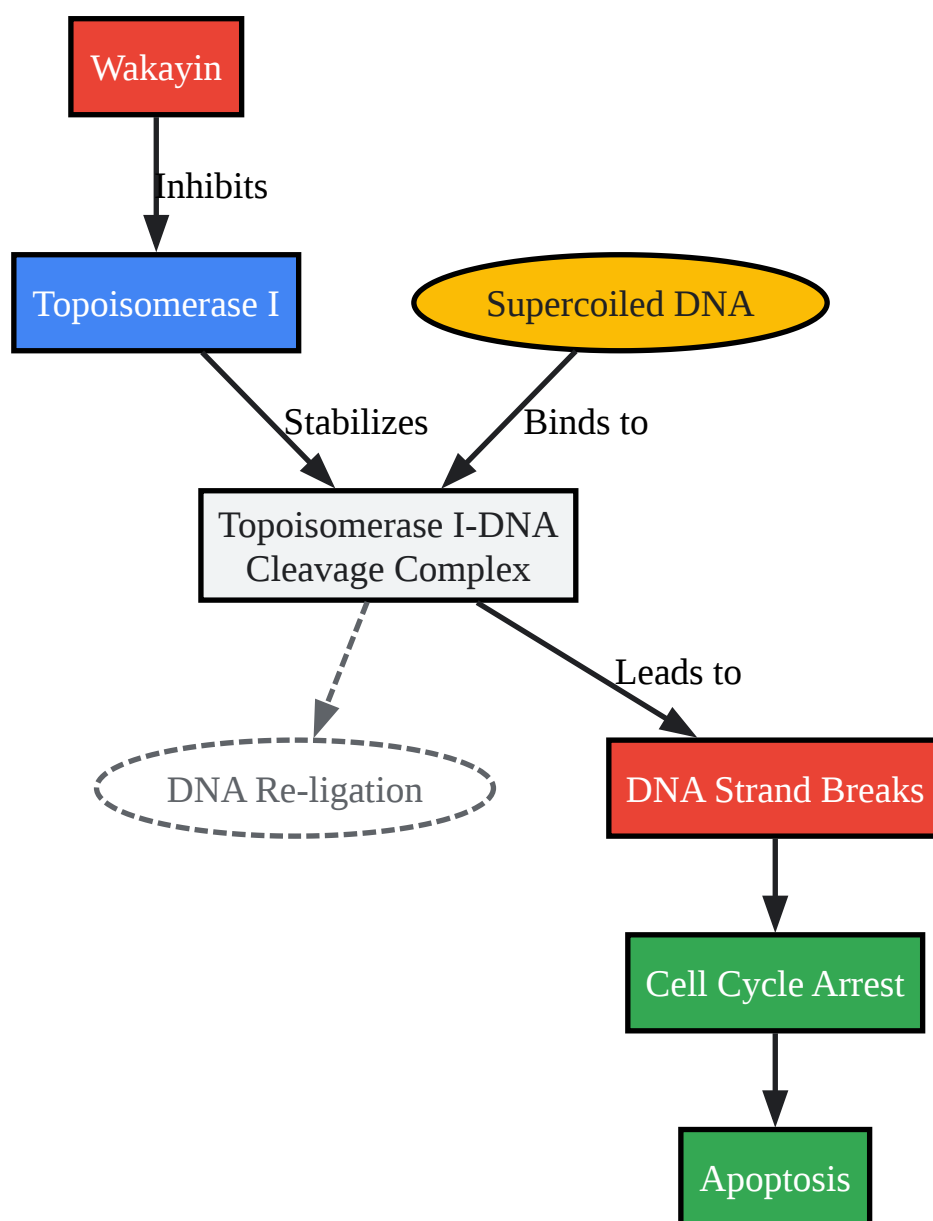 Wakayin
Inhibits
Topoisomerase I
Supercoiled DNA
Stabilizes
Binds to
Topoisomerase I-DNA
Cleavage Complex
Leads to
DNA Re-ligation
DNA Strand Breaks
Cell Cycle Arrest
Apoptosis